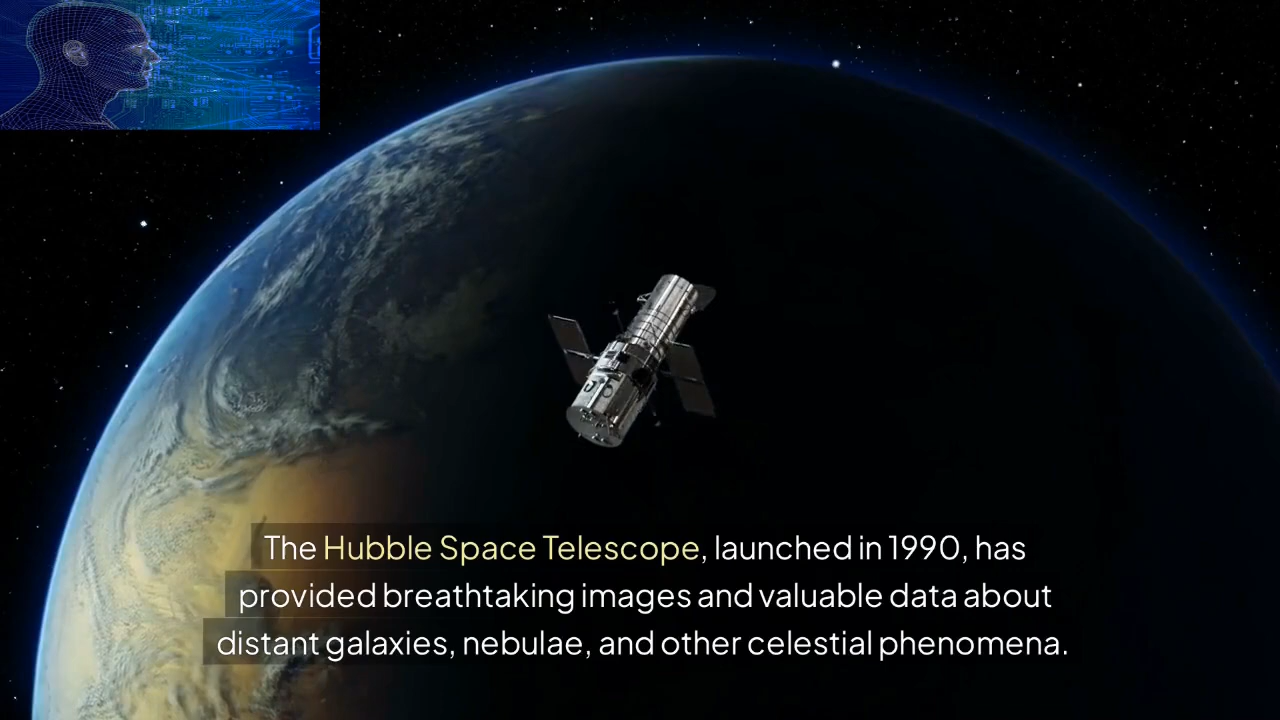 The Hubble Space Telescope, launched in 1990, has
provided breathtaking images and valuable data about
distant galaxies, nebulae, and other celestial phenomena.